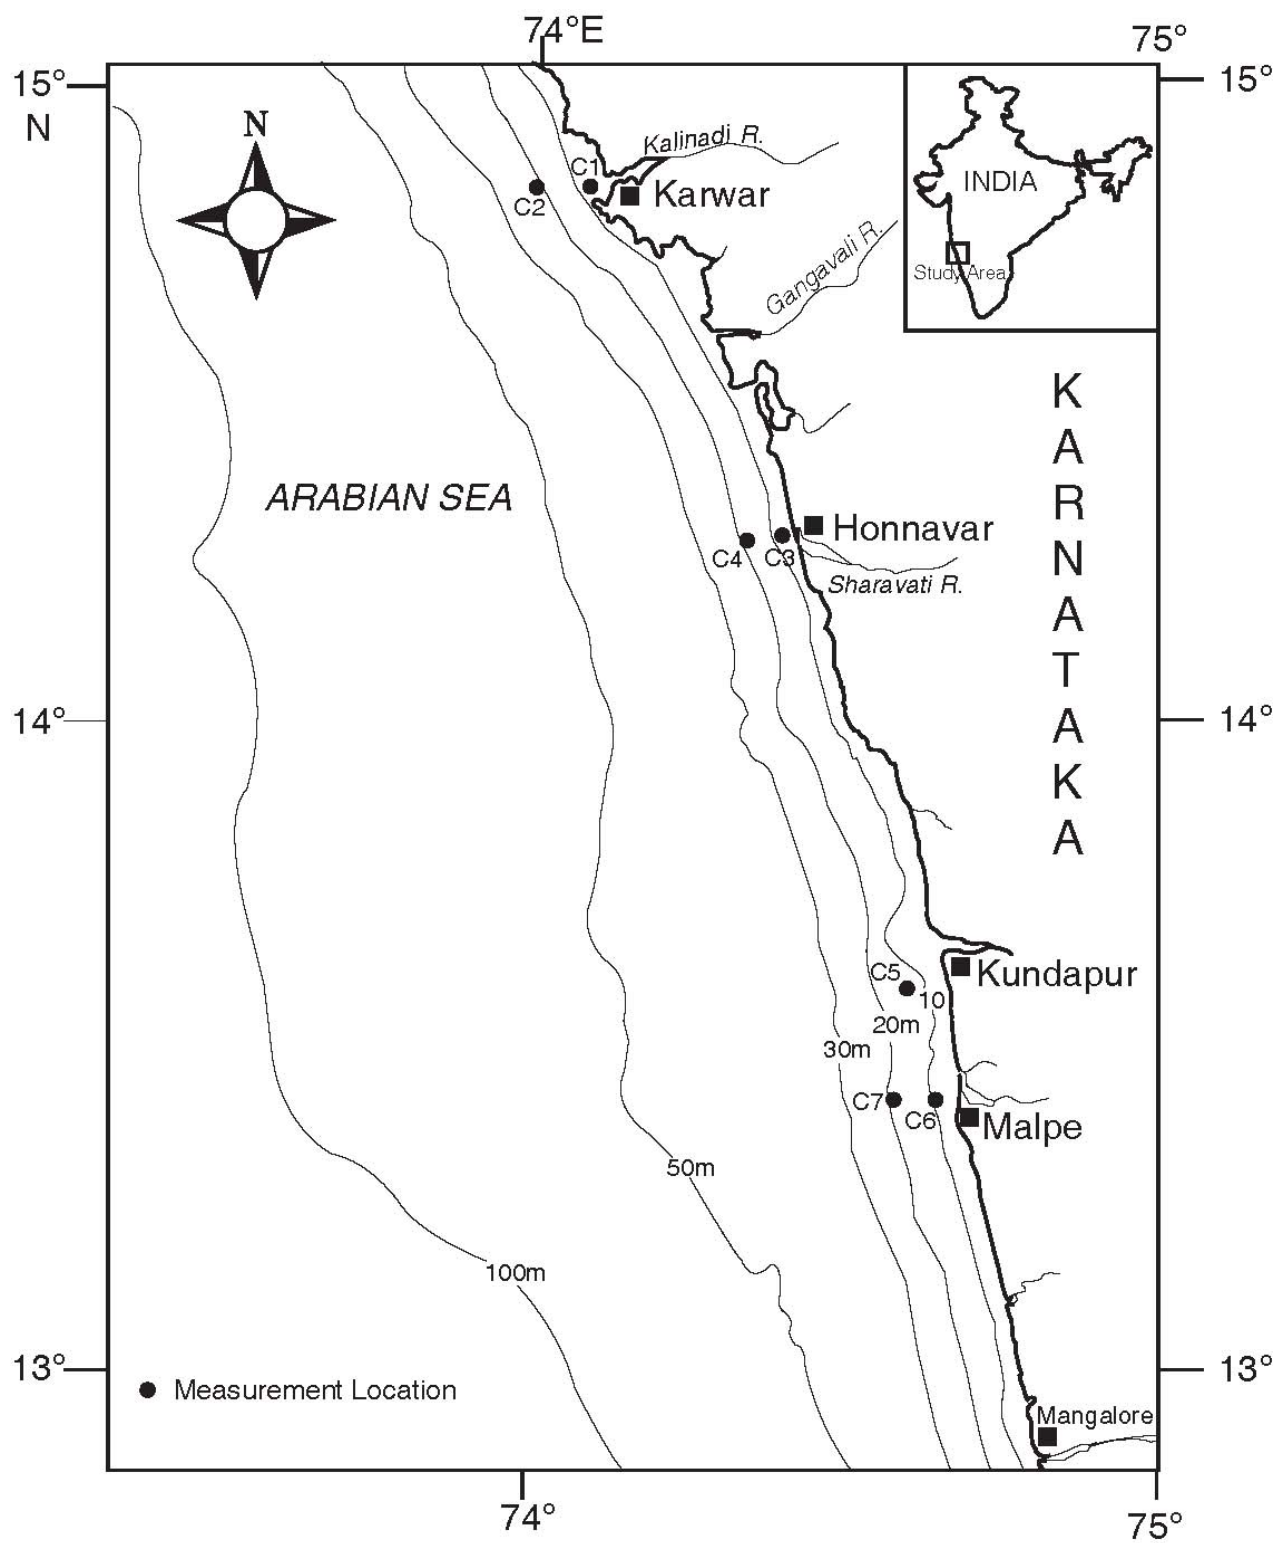 74°E
75°
15°
15°
N
N
Kalinadi R.
C1
C2
Karwar
INDIA
Study Area
Gangavali R.
KARNATAKA
ARABIAN SEA
Honnavar
C4
C3
Sharavati R.
14°
14°
C5
Kundapur
10
20m
30m
C7
C6
Malpe
50m
100m
13°
13°
Measurement Location
Mangalore
74°
75°